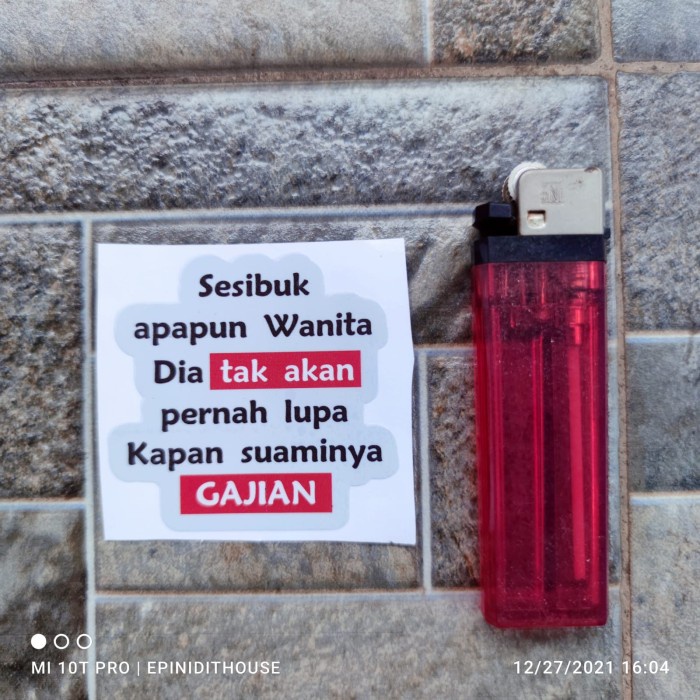 Sesibuk
apapun Wanita
Dia tak akan
pernah lupa
Kapan suaminya
GAJIAN
MI 10T PRO | EPINIDITHOUSE
12/27/2021 16:04